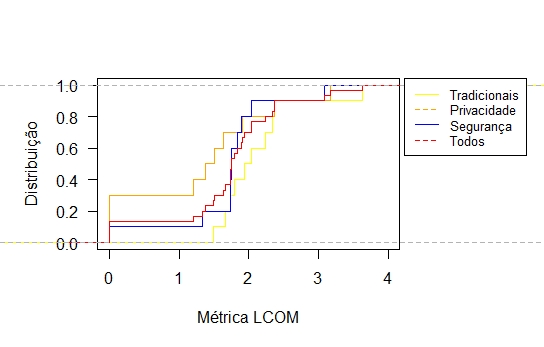 Distribuição
1.0
0.8
0.6
0.4
0.2
0.0
0 1 2 3 4
Métrica LCOM
Tradicionais
Privacidade
Segurança
Todos